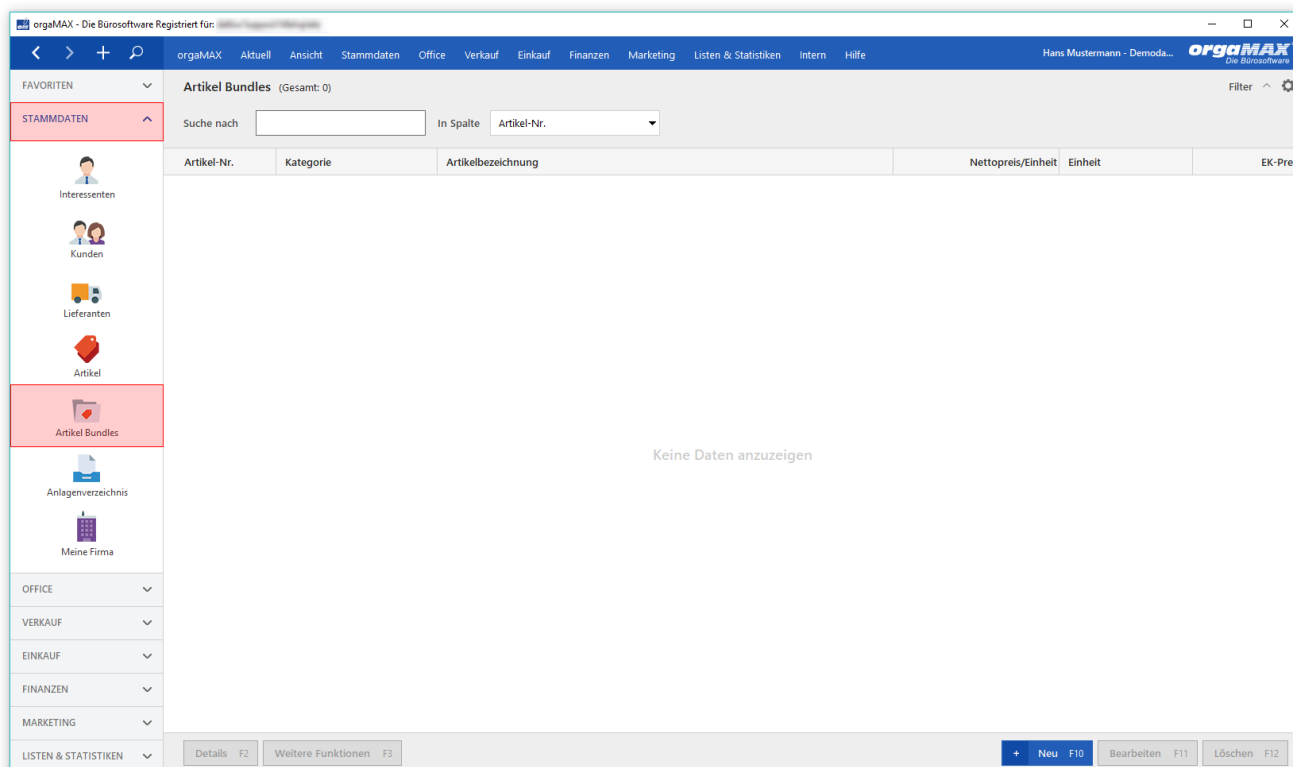 orgaMAX - Die Bürosoftware Registriert für:
orgaMAX Aktuell Ansicht Stammdaten Office Verkauf Einkauf Finanzen Marketing Listen & Statistiken Intern Hilfe Hans Mustermann - Demoda... orgaMAX
Die Bürosoftware
FAVORITEN
Artikel Bundles (Gesamt: 0) Filter
STAMMDATEN
Suche nach In Spalte Artikel-Nr.
Artikel-Nr. Kategorie Artikelbezeichnung Nettopreis/Einheit Einheit EK-Pre
Interessenten
Kunden
Lieferanten
Artikel
Artikel Bundles
Keine Daten anzuzeigen
Anlagenverzeichnis
Meine Firma
OFFICE
VERKAUF
EINKAUF
FINANZEN
MARKETING
LISTEN & STATISTIKEN
Details F2 Weitere Funktionen F3 + Neu F10 Bearbeiten F11 Löschen F12